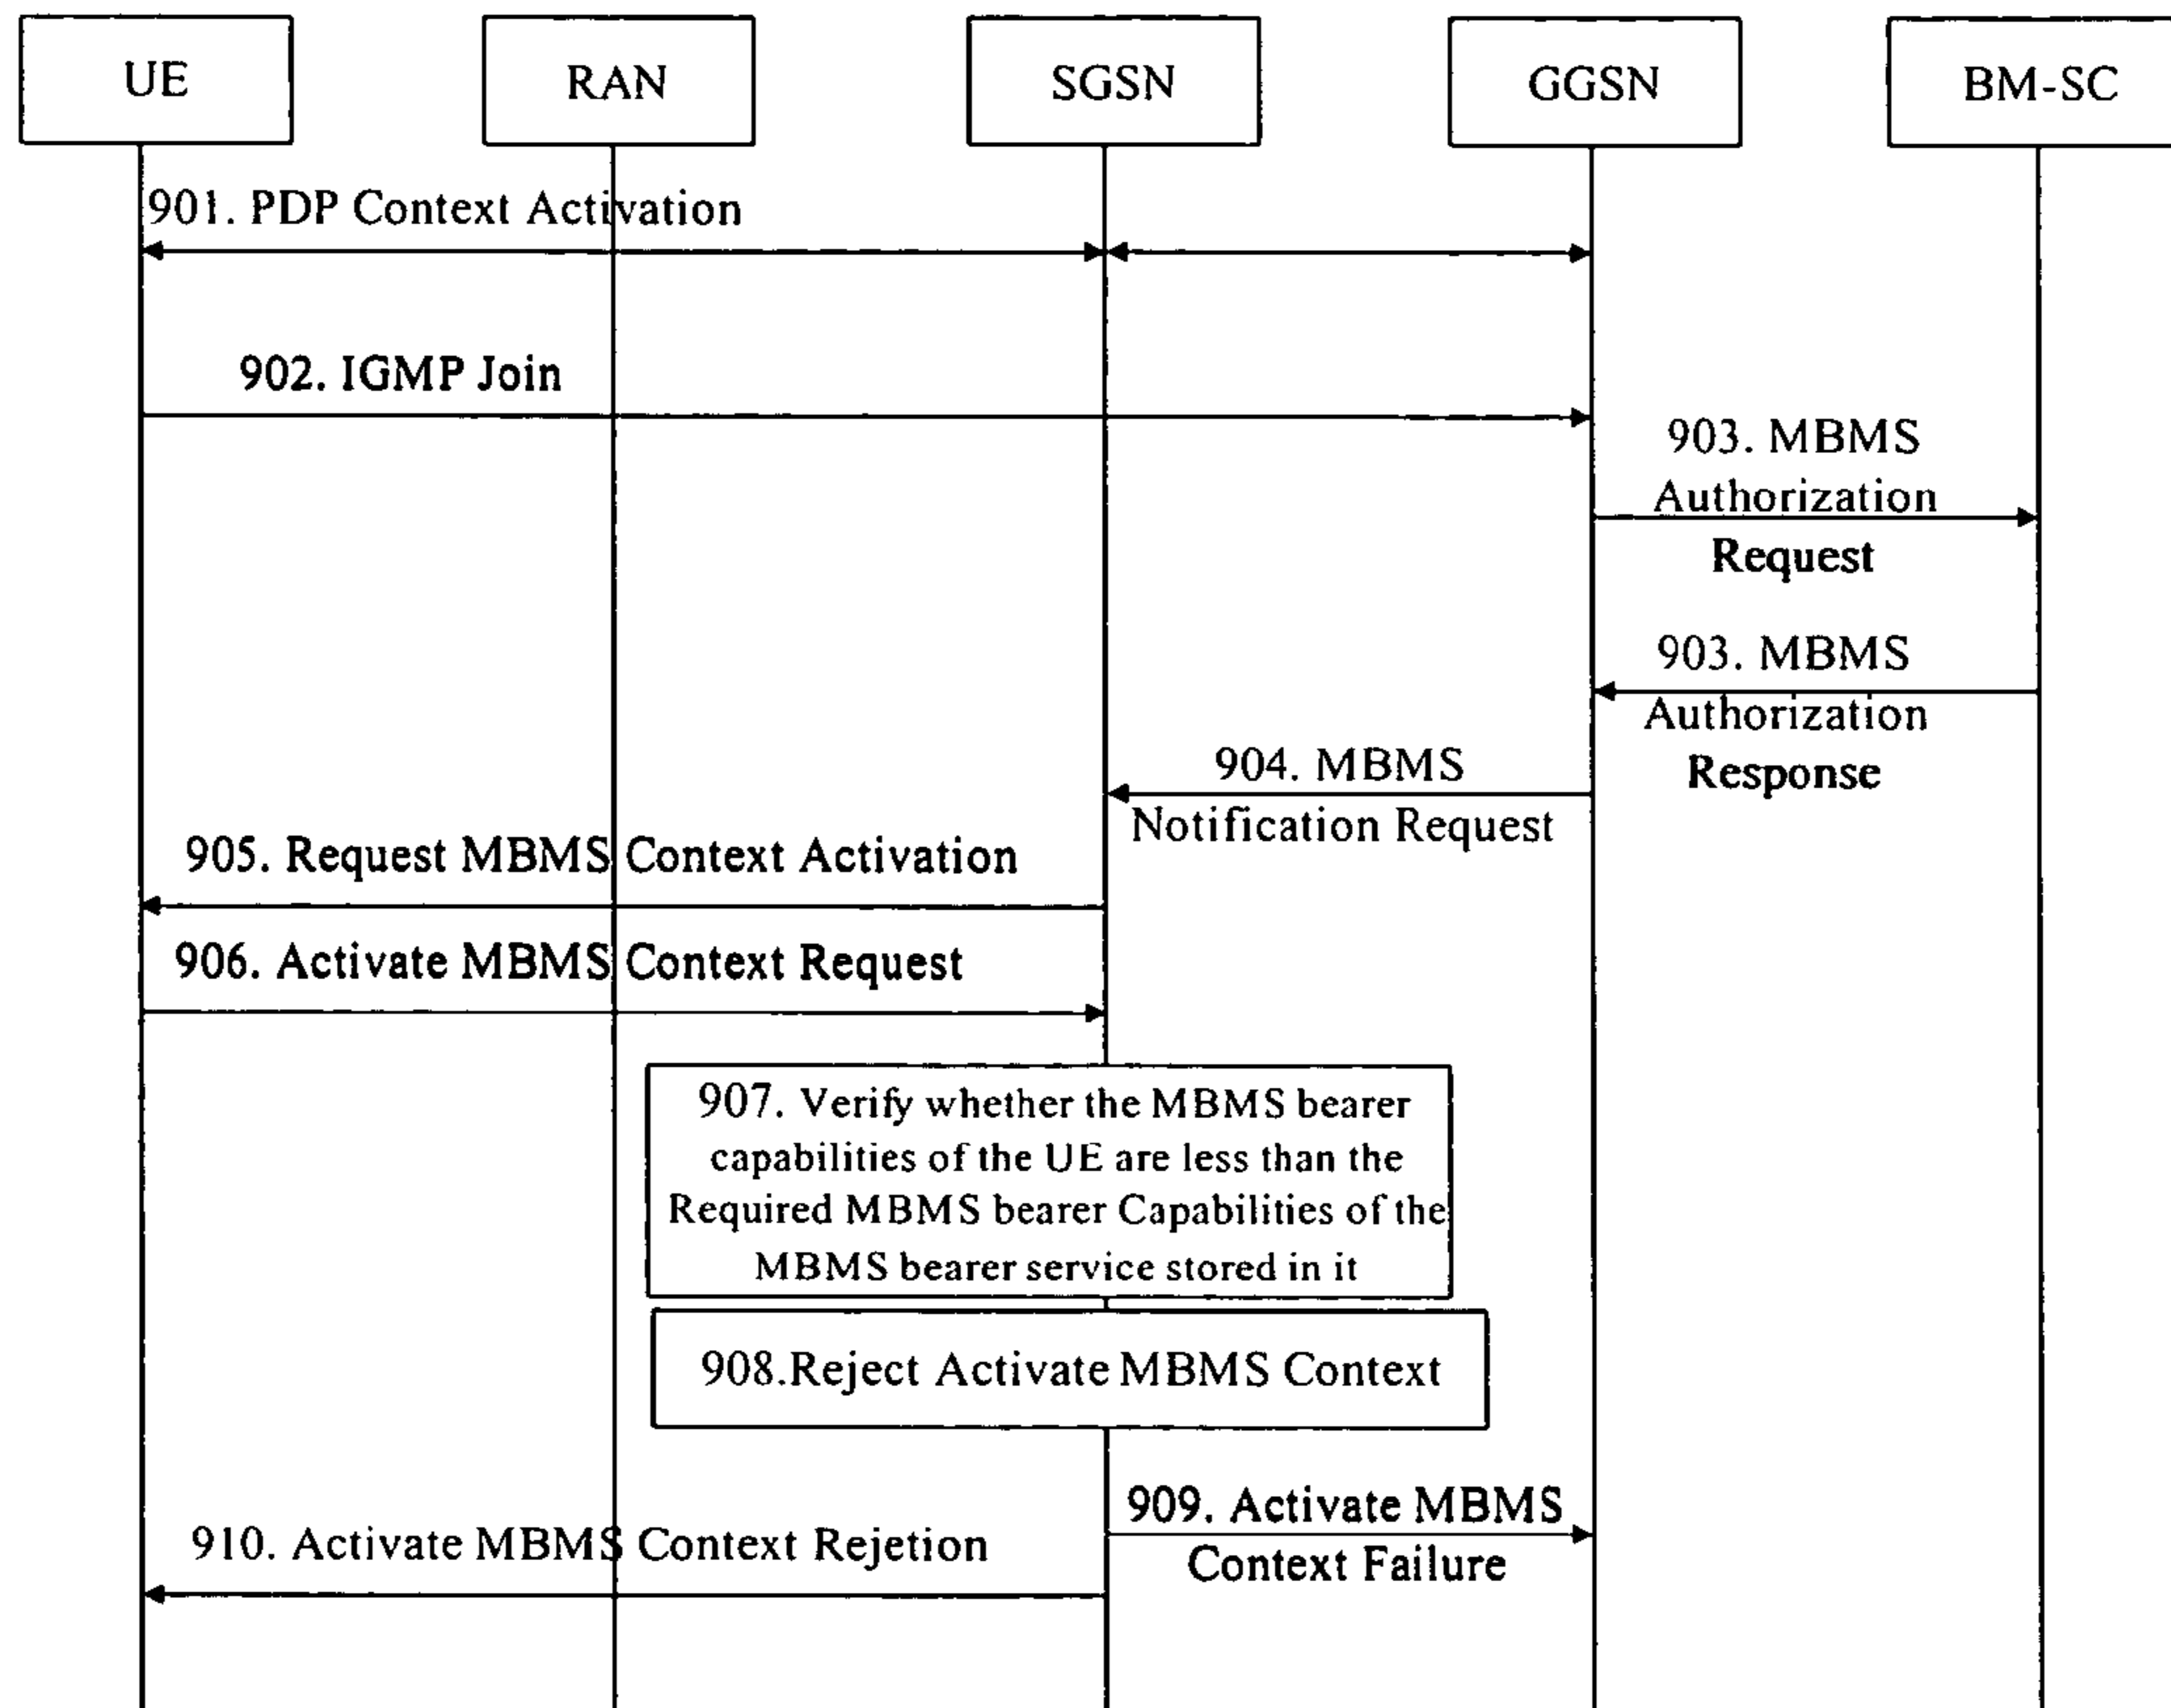 UE
RAN
SGSN
GGSN
BM-SC
901. PDP Context Activation
902. IGMP Join
903. MBMS
Authorization
Request
903. MBMS
Authorization
Response
904. MBMS
Notification Request
905. Request MBMS Context Activation
906. Activate MBMS Context Request
907. Verify whether the MBMS bearer
capabilities of the UE are less than the
Required MBMS bearer Capabilities of the
MBMS bearer service stored in it
908.Reject Activate MBMS Context
909. Activate MBMS
Context Failure
910. Activate MBMS Context Rejetion